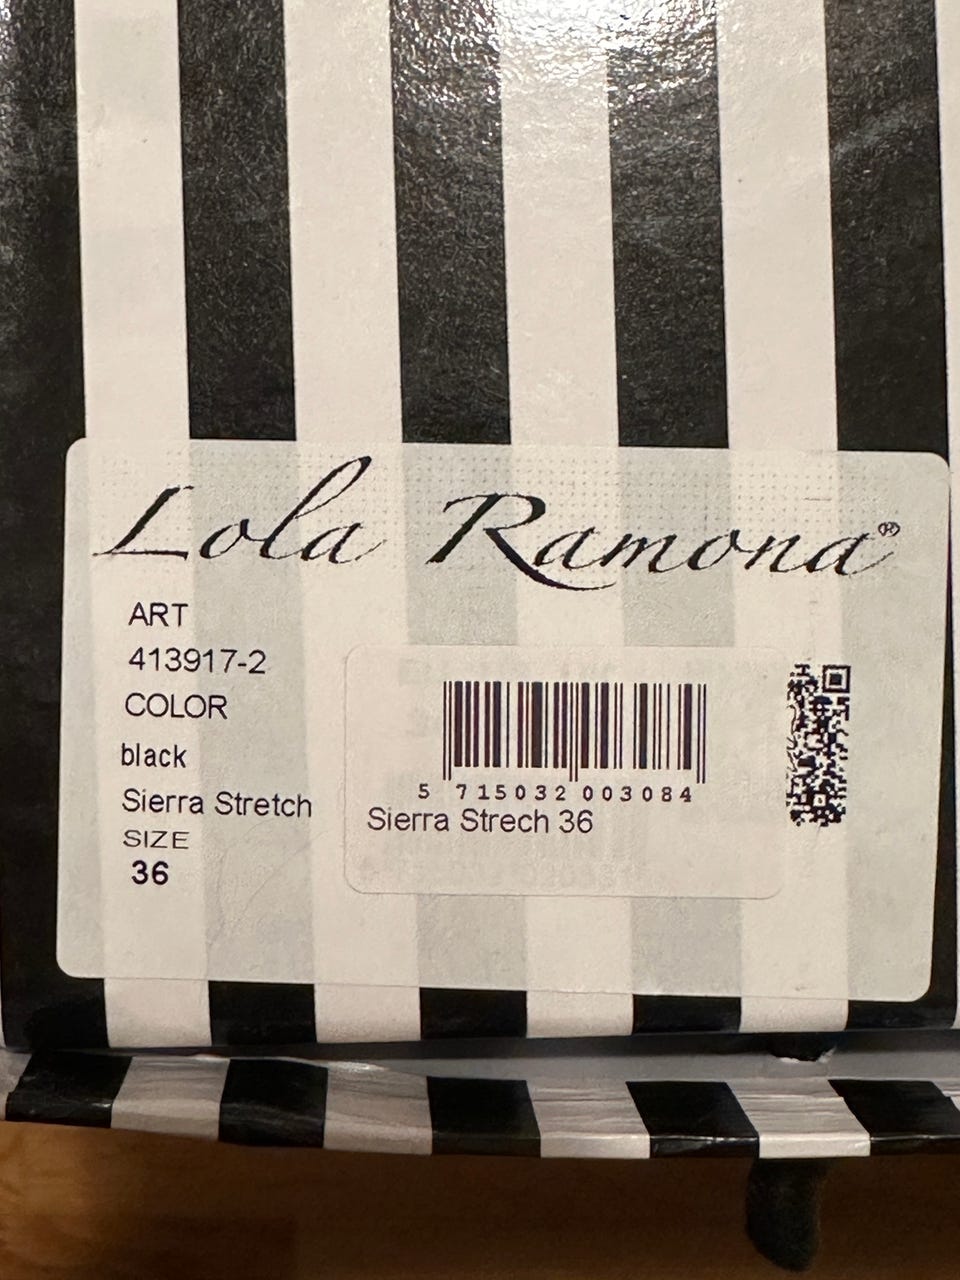 Lola Ramona®
ART
413917-2
COLOR
black
Sierra Stretch
SIZE
36
5 715032 003084
Sierra Strech 36